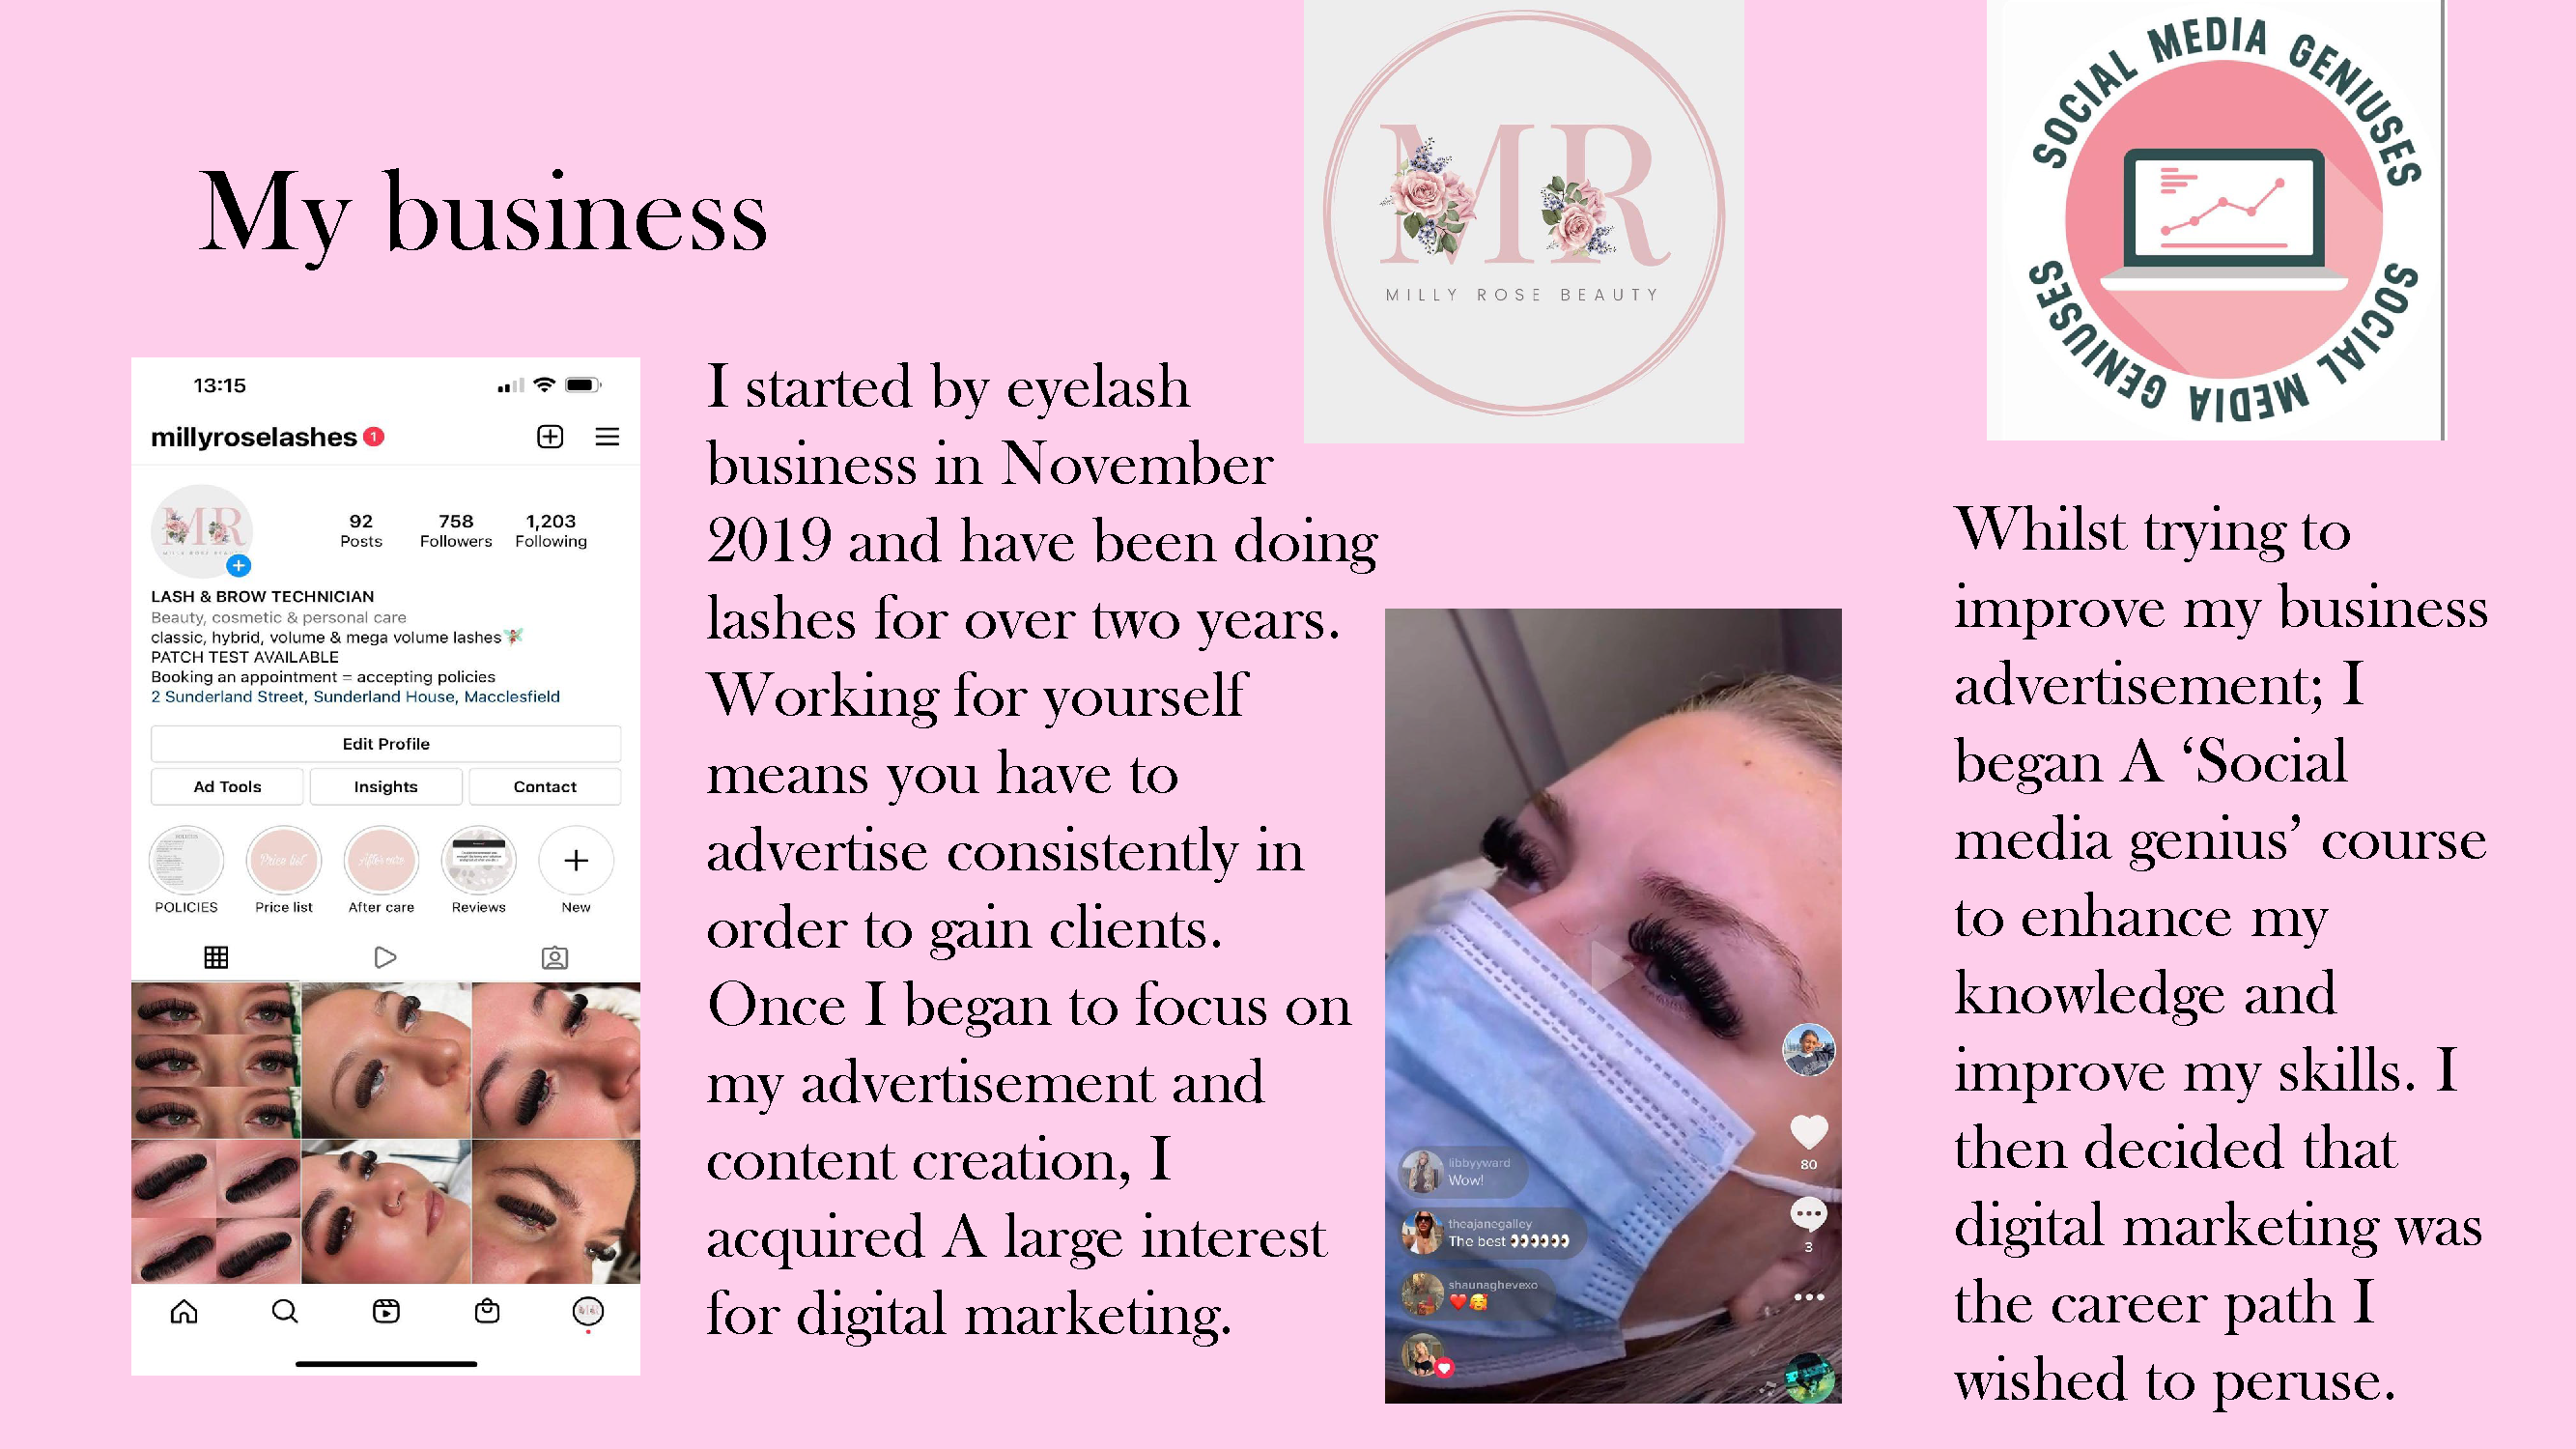 My business
MR
MILLY ROSE BEAUTY
SOCIAL MEDIA GENIUSES
SOCIAL MEDIA GENIUSES
13:15
millyroselashes 1
92 758 1,203
Posts Followers Following
LASH & BROW TECHNICIAN
Beauty, cosmetic & personal care
classic, hybrid, volume & mega volume lashes
PATCH TEST AVAILABLE
Booking an appointment = accepting policies
2 Sunderland Street, Sunderland House, Macclesfield
Edit Profile
Ad Tools Insights Contact
Price list After care
POLICIES Price list After care Reviews New
I started by eyelash
business in November
2019 and have been doing
lashes for over two years.
Working for yourself
means you have to
advertise consistently in
order to gain clients.
Once I began to focus on
my advertisement and
content creation, I
acquired A large interest
for digital marketing.
libbyyward
Wow!
theajanegalley
The best
shaunaghevexo
80
3
Whilst trying to
improve my business
advertisement; I
began A ‘Social
media genius’ course
to enhance my
knowledge and
improve my skills. I
then decided that
digital marketing was
the career path I
wished to peruse.